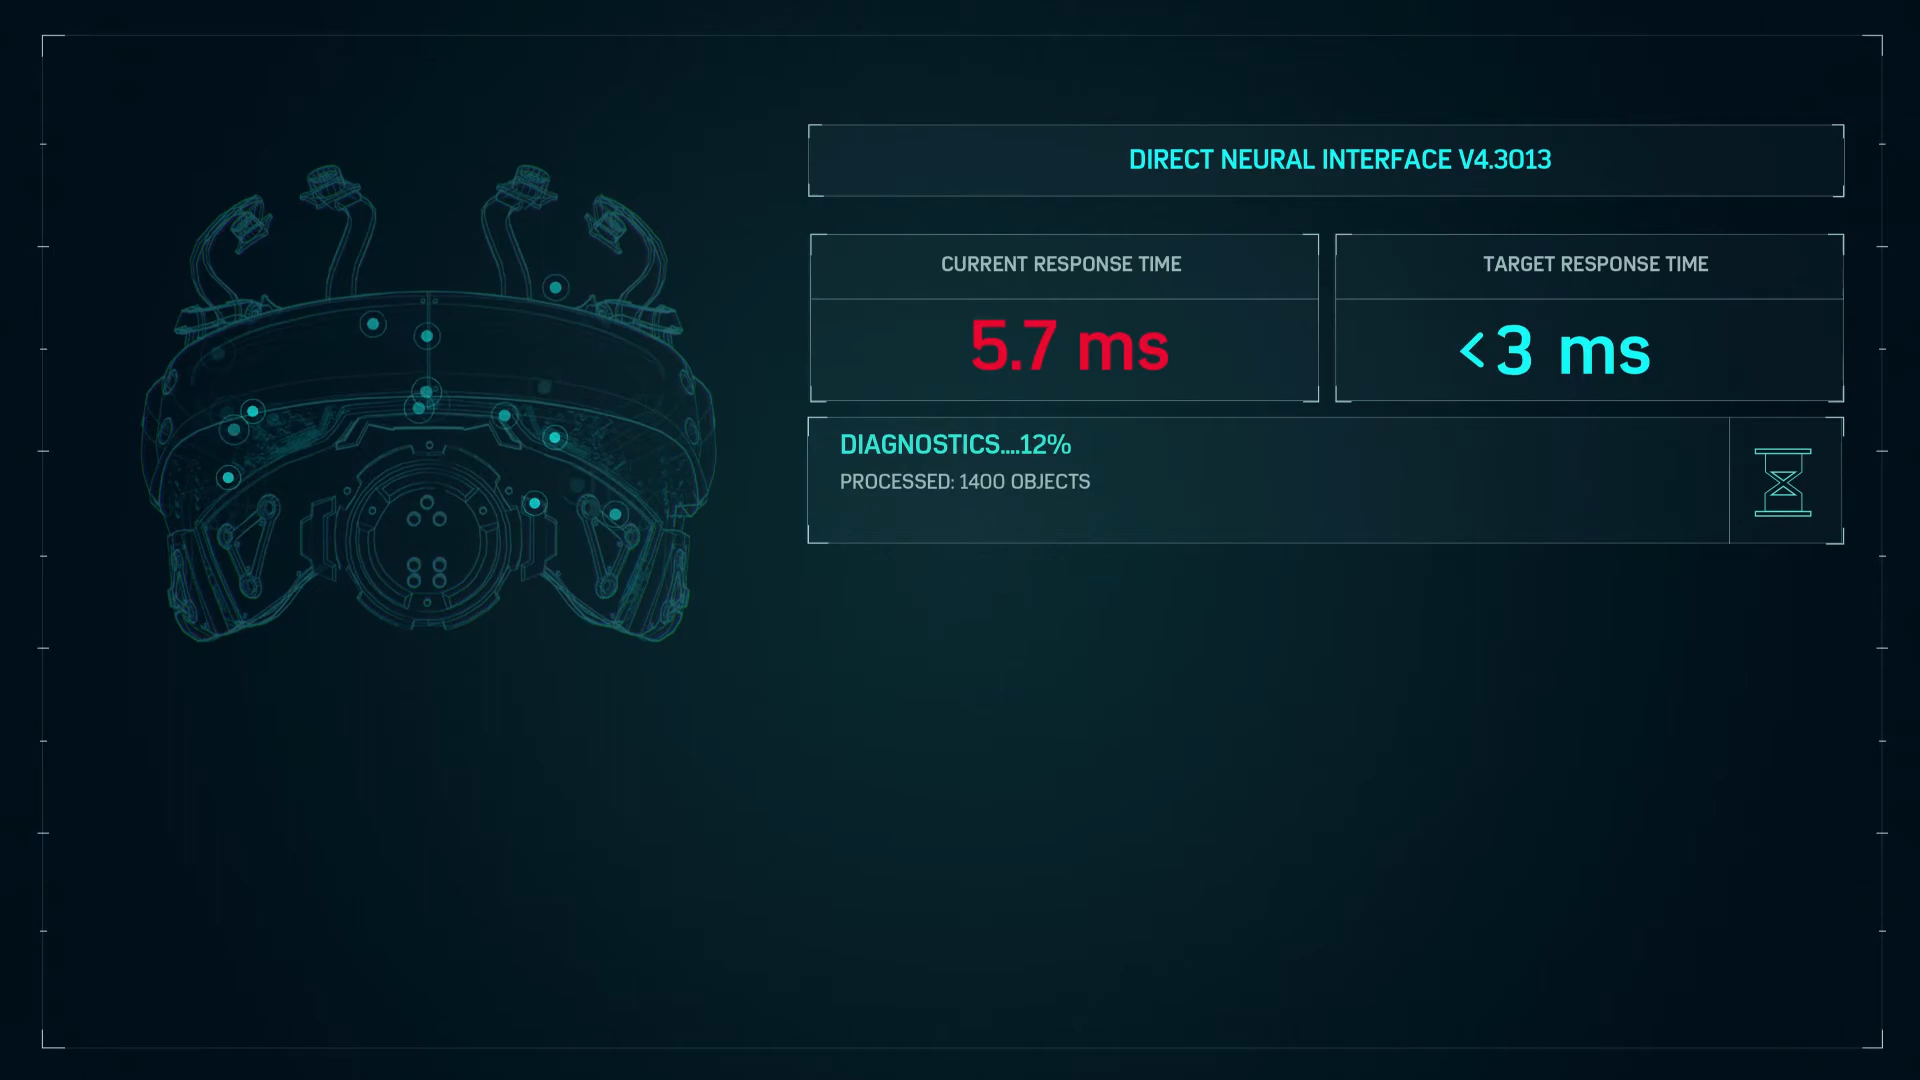 DIRECT NEURAL INTERFACE V4.3013
CURRENT RESPONSE TIME
5.7 ms
TARGET RESPONSE TIME
<3 ms
DIAGNOSTICS....12%
PROCESSED: 1400 OBJECTS